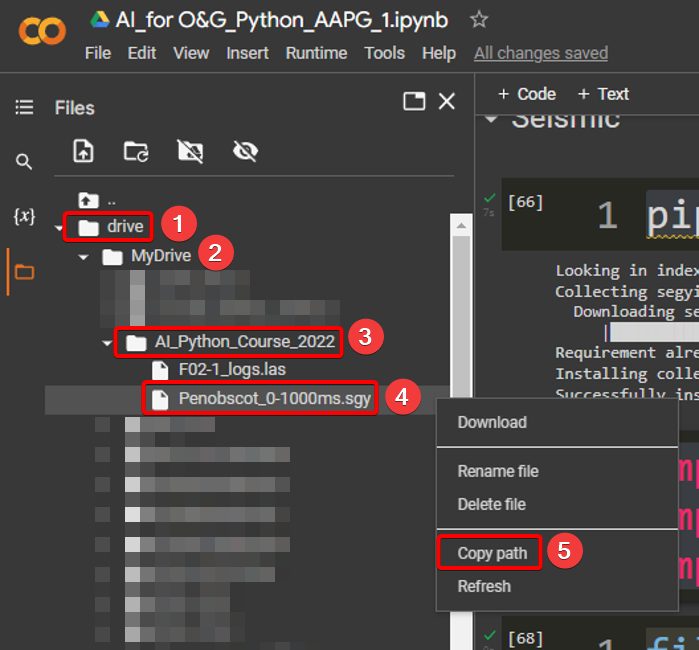 AI_for O&G_Python_AAPG_1.ipynb
File Edit View Insert Runtime Tools Help All changes saved
Files
+ Code + Text
Seismic
..
{x}
drive 1
MyDrive 2
AI_Python_Course_2022 3
F02-1_logs.las
Penobscot_0-1000ms.sgy 4
Download
Rename file
Delete file
Copy path 5
Refresh
[66]
7s
1 pip
Looking in index
Collecting segyi
Downloading se
Requirement alre
Installing colle
Successfully ins
[68]
1